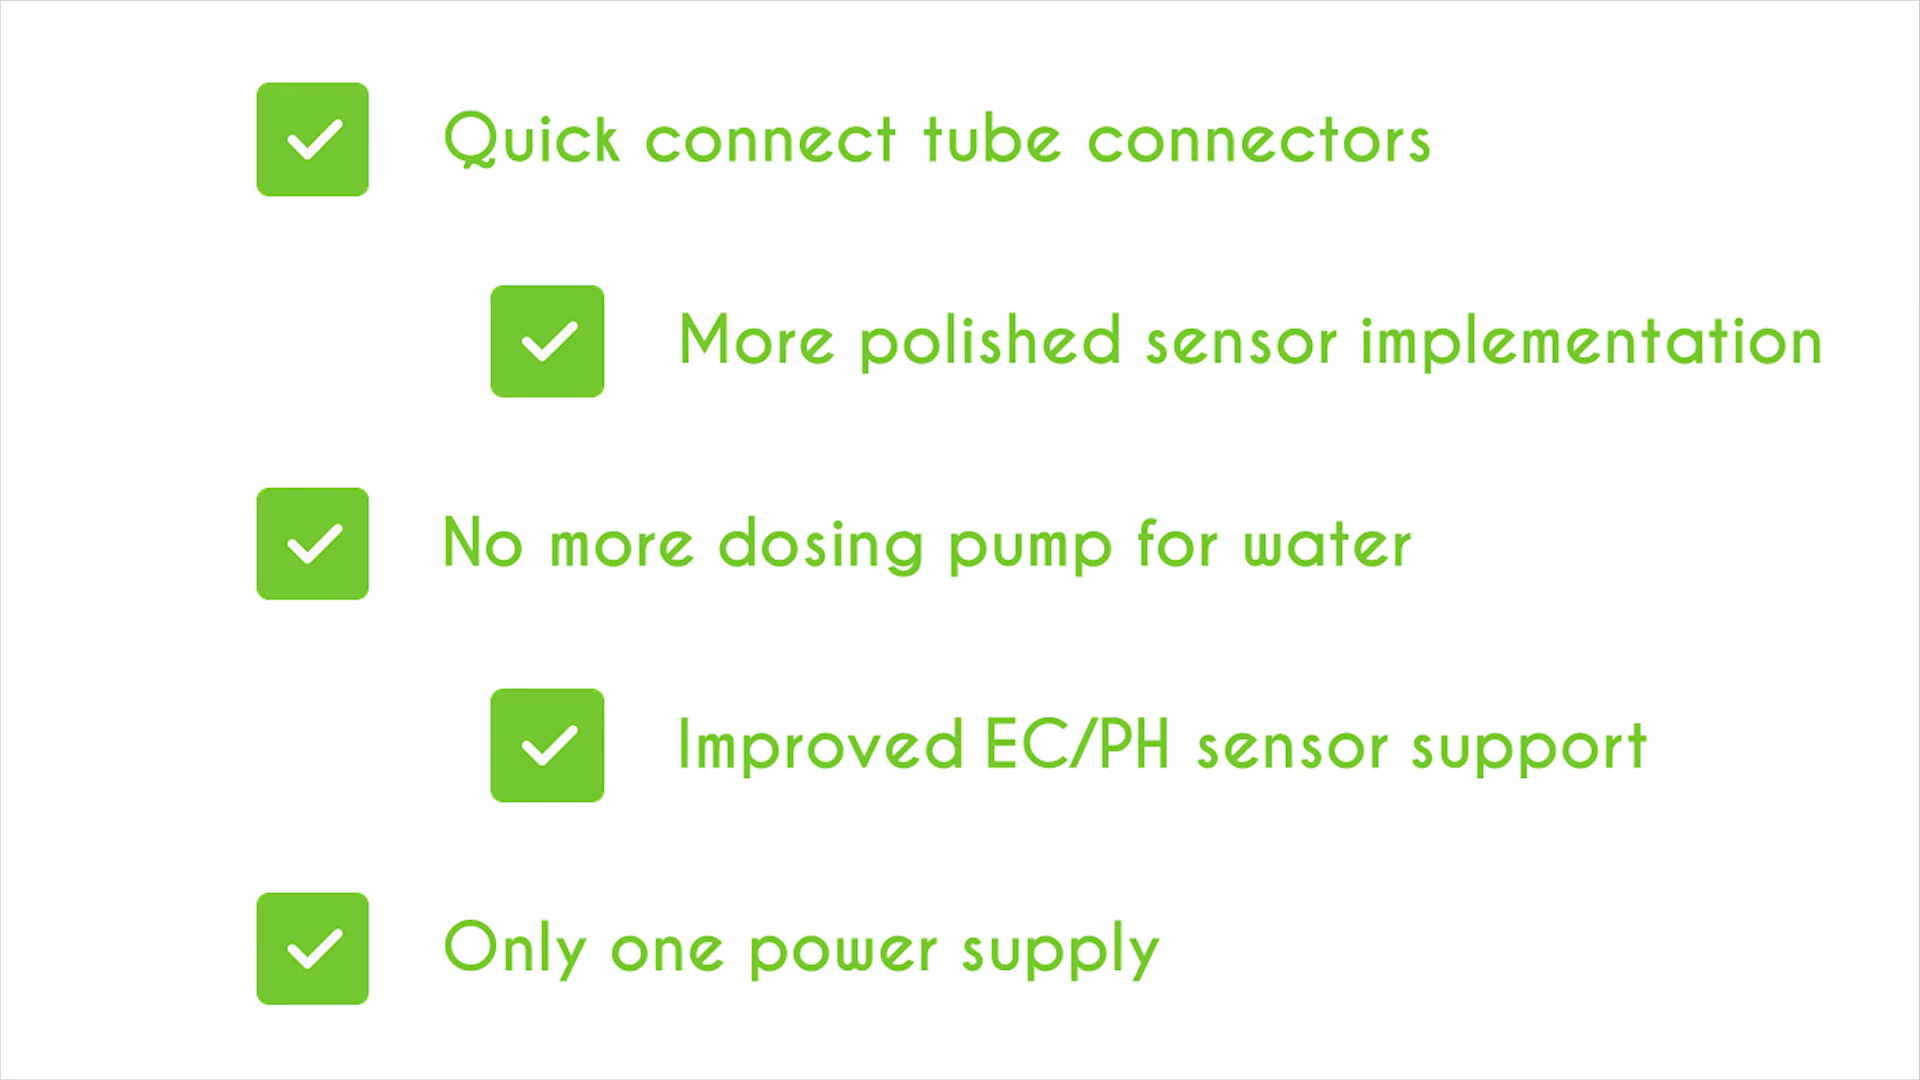 Quick connect tube connectors
More polished sensor implementation
No more dosing pump for water
Improved EC/PH sensor support
Only one power supply